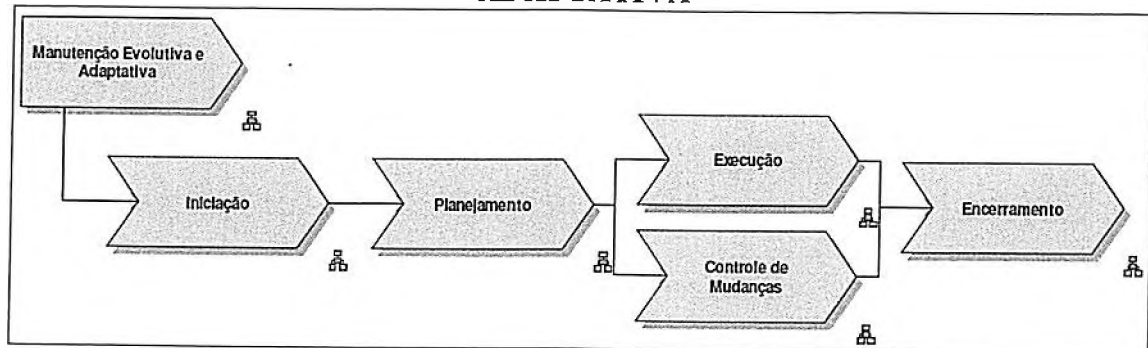 Manutenção Evolutiva e
Adaptativa
Iniciação
Planejamento
Execução
Controle de
Mudanças
Encerramento